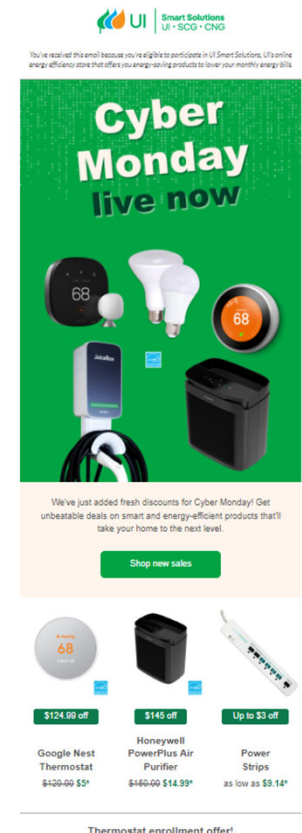 UI
Smart Solutions
UI • SCG • CNG
You've received this email because you're eligible to participate in UI Smart Solutions, UI's online
energy efficiency store that offers you energy-saving products to lower your monthly energy bills.
Cyber
Monday
live now
68
68
JuiceBox
We've just added fresh discounts for Cyber Monday! Get
unbeatable deals on smart and energy-efficient products that'll
take your home to the next level.
Shop new sales
68
$124.99 off
$145 off
Up to $3 off
Google Nest
Thermostat
$129.99 $5*
Honeywell
PowerPlus Air
Purifier
$14.99*
Power
Strips
as low as $9.14*
Thermostat enrollment offer!